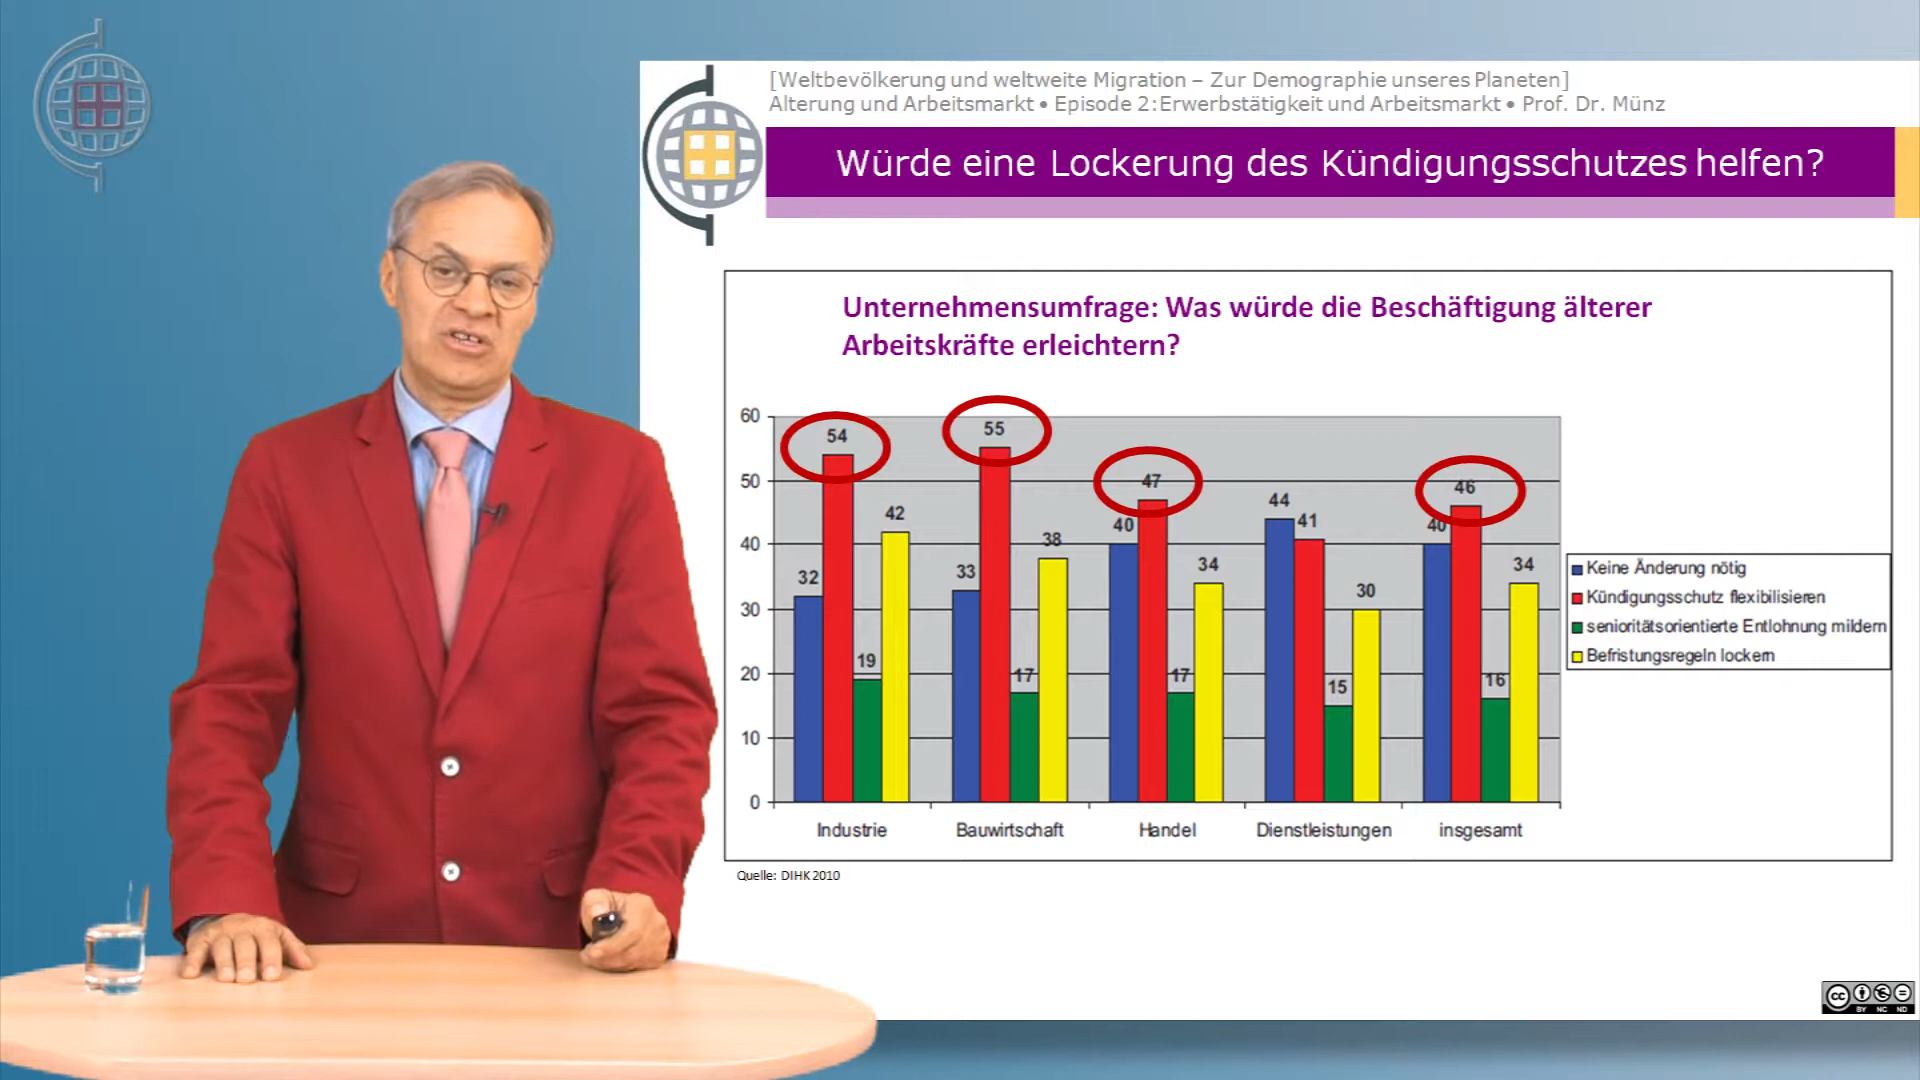 [Weltbevölkerung und weltweite Migration – Zur Demographie unseres Planeten]
Alterung und Arbeitsmarkt • Episode 2: Erwerbstätigkeit und Arbeitsmarkt • Prof. Dr. Münz
Würde eine Lockerung des Kündigungsschutzes helfen?
Unternehmensumfrage: Was würde die Beschäftigung älterer
Arbeitskräfte erleichtern?
60
50
40
30
20
10
0
54
55
47
46
32
42
33
38
40
34
44
41
40
34
19
17
17
30
15
16
Industrie
Bauwirtschaft
Handel
Dienstleistungen
insgesamt
Keine Änderung nötig
Kündigungsschutz flexibilisieren
senioritätsorientierte Entlohnung mildern
Befristungsregeln lockern
Quelle: DIHK 2010
cc
BY NC ND